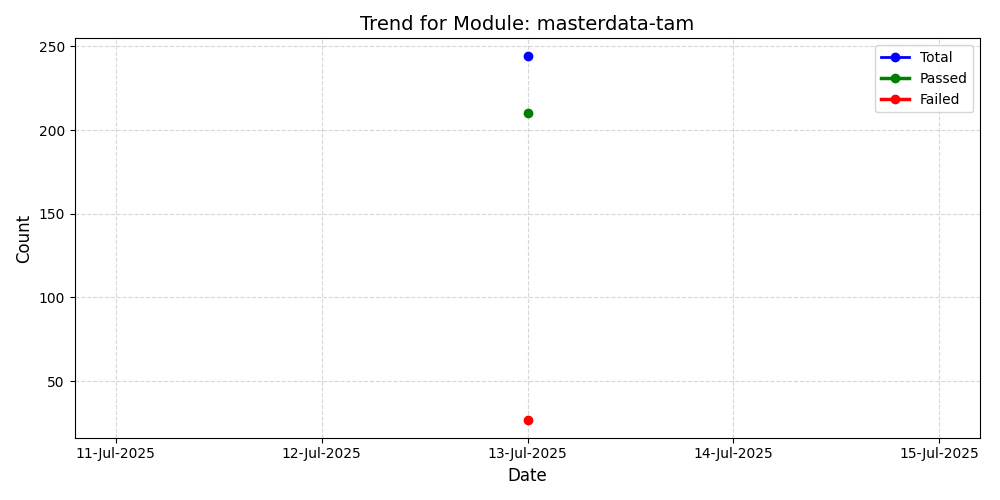 Trend for Module: masterdata-tam
250
200
150
100
50
Count
Total
Passed
Failed
11-Jul-2025
12-Jul-2025
13-Jul-2025
14-Jul-2025
15-Jul-2025
Date